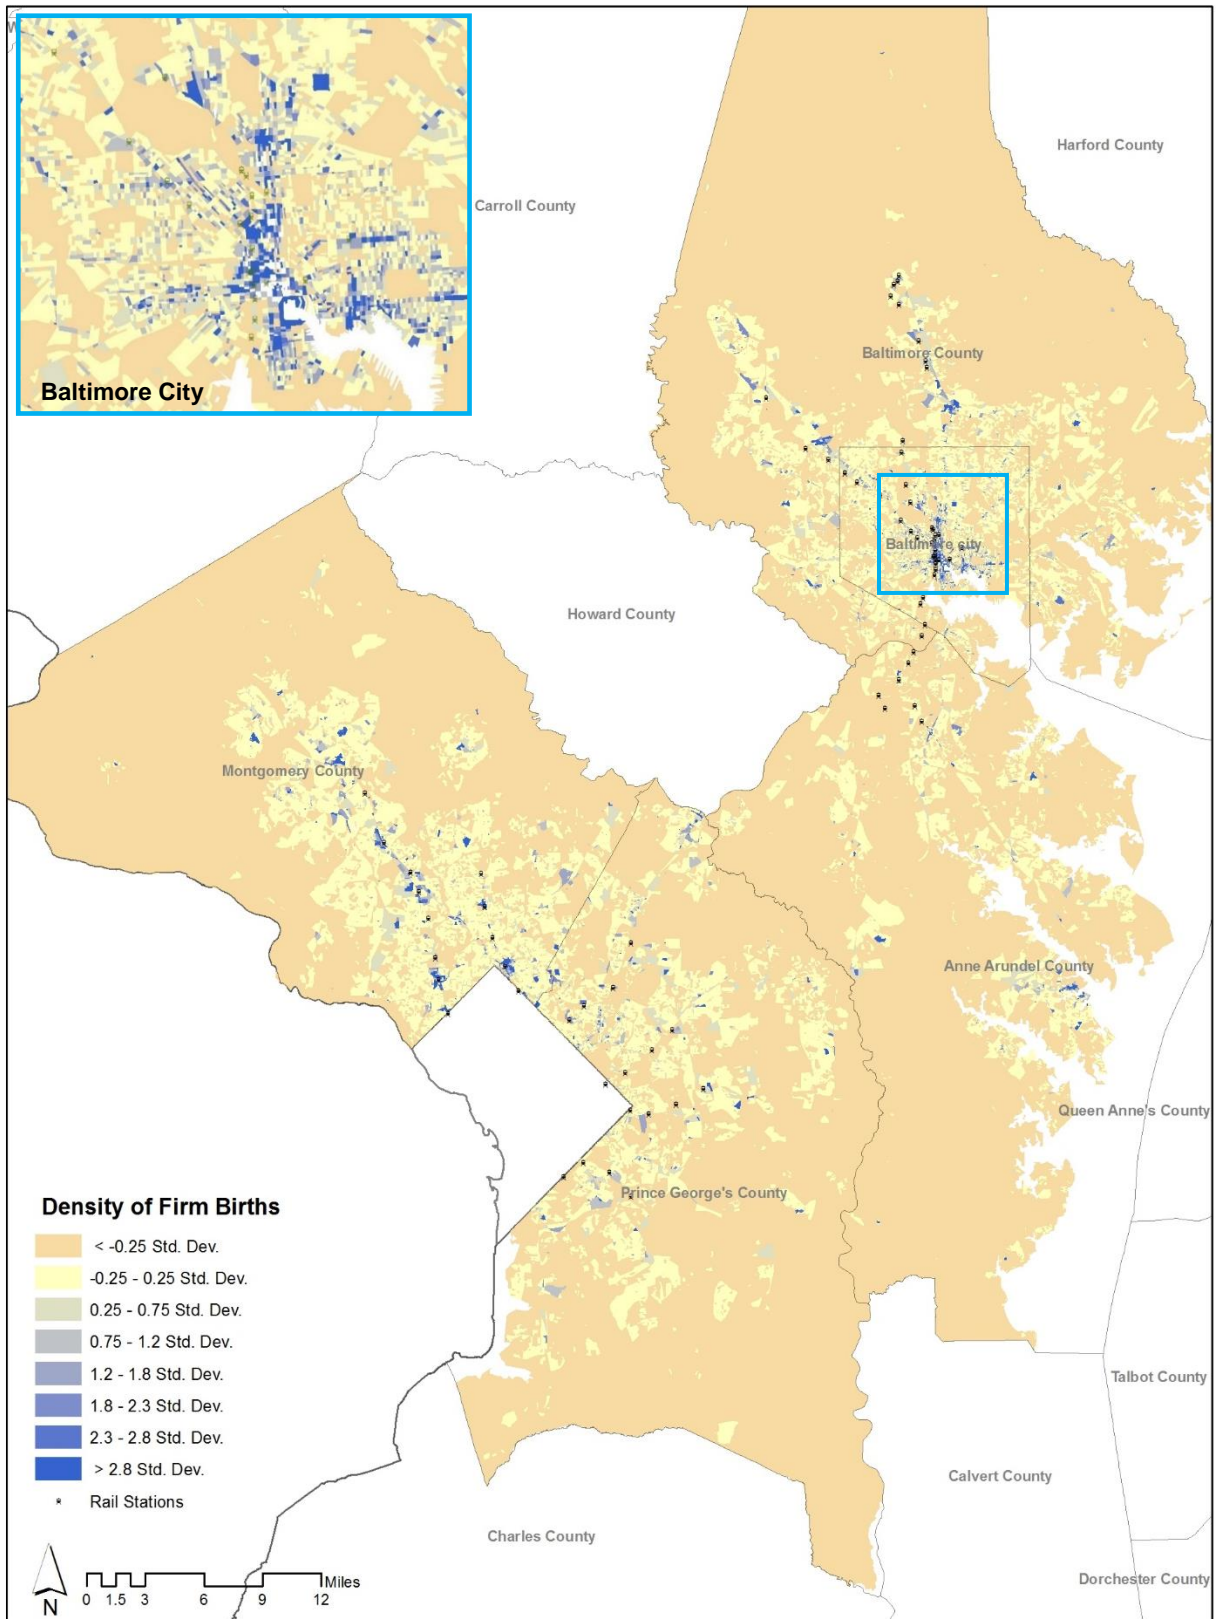 W
Baltimore City
Harford County
Carroll County
Baltimore County
Baltimore city
Howard County
Montgomery County
Anne Arundel County
Queen Anne's County
Prince George's County
Density of Firm Births
< -0.25 Std. Dev.
-0.25 - 0.25 Std. Dev.
0.25 - 0.75 Std. Dev.
0.75 - 1.2 Std. Dev.
1.2 - 1.8 Std. Dev.
1.8 - 2.3 Std. Dev.
2.3 - 2.8 Std. Dev.
> 2.8 Std. Dev.
Rail Stations
Talbot County
Calvert County
Charles County
Dorchester County
N
Miles
0 1.5 3 6 9 12